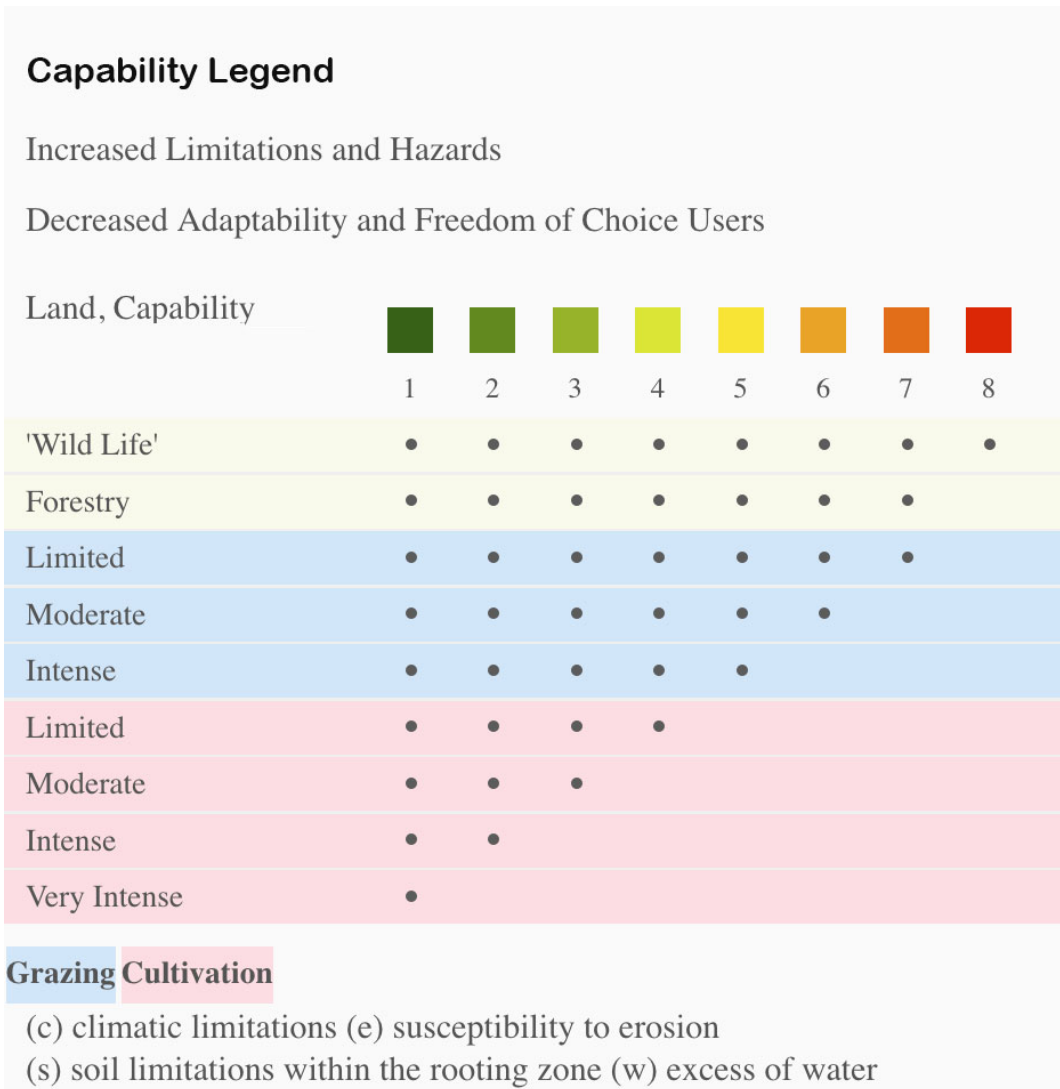 Capability Legend
Increased Limitations and Hazards
Decreased Adaptability and Freedom of Choice Users
Land, Capability
1 2 3 4 5 6 7 8
'Wild Life' • • • • • • • •
Forestry • • • • • • •
Limited • • • • • • •
Moderate • • • • • •
Intense • • • • •
Limited • • • •
Moderate • • •
Intense • •
Very Intense •
Grazing Cultivation
(c) climatic limitations (e) susceptibility to erosion
(s) soil limitations within the rooting zone (w) excess of water